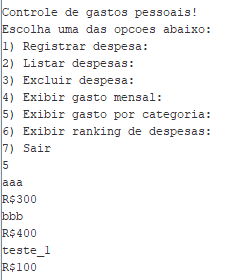 Controle de gastos pessoais!
Escolha uma das opcoes abaixo:
1) Registrar despesa:
2) Listar despesas:
3) Excluir despesa:
4) Exibir gasto mensal:
5) Exibir gasto por categoria:
6) Exibir ranking de despesas:
7) Sair
5
aaa
R$300
bbb
R$400
teste_1
R$100